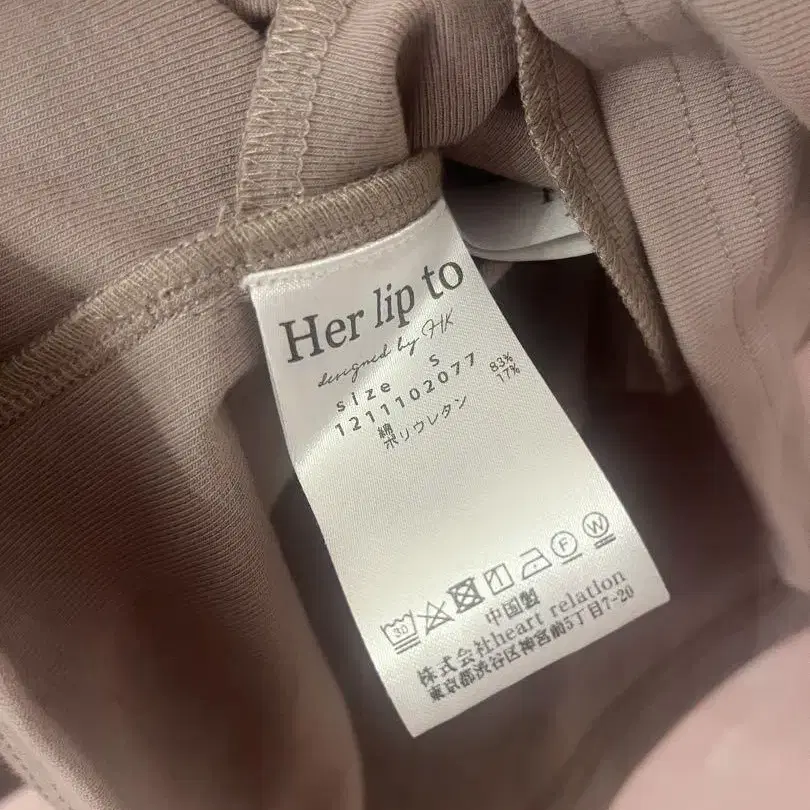 Her lip to
designed by HK
size S
1211102077
綿 83%
ポリウレタン 17%
30
F
W
中国製
株式会社heart relation
東京都渋谷区神宮前5丁目7-20